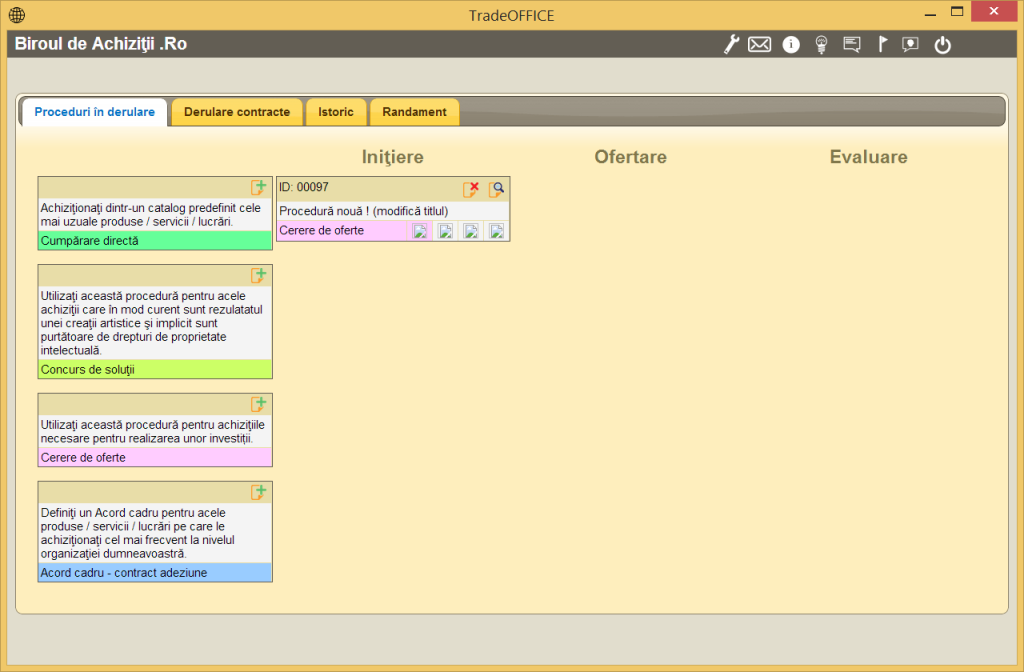 TradeOFFICE
Biroul de Achiziţii .Ro
Proceduri în derulare
Derulare contracte
Istoric
Randament
Iniţiere
Ofertare
Evaluare
Achiziţionaţi dintr-un catalog predefinit cele
mai uzuale produse / servicii / lucrări.
Cumpărare directă
ID: 00097
Procedură nouă ! (modifică titlul)
Cerere de oferte
Utilizaţi această procedură pentru acele
achiziţii care în mod curent sunt rezulatatul
unei creaţii artistice şi implicit sunt
purtătoare de drepturi de proprietate
intelectuală.
Concurs de soluţii
Utilizaţi această procedură pentru achizițiile
necesare pentru realizarea unor investiții.
Cerere de oferte
Definiţi un Acord cadru pentru acele
produse / servicii / lucrări pe care le
achiziţionaţi cel mai frecvent la nivelul
organizaţiei dumneavoastră.
Acord cadru - contract adeziune